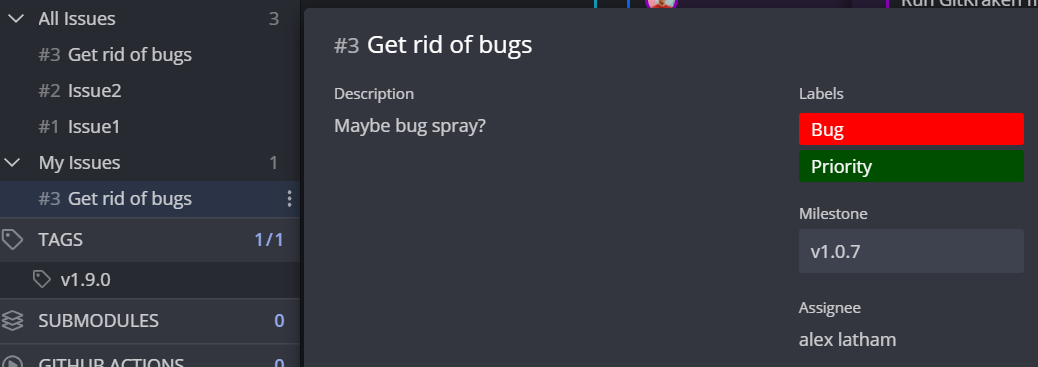 All Issues 3
#3 Get rid of bugs
#2 Issue2
#1 Issue1
My Issues 1
#3 Get rid of bugs
TAGS 1/1
v1.9.0
SUBMODULES 0
GITHUB ACTIONS 0
Run GitKraken
#3 Get rid of bugs
Description
Maybe bug spray?
Labels
Bug
Priority
Milestone
v1.0.7
Assignee
alex latham